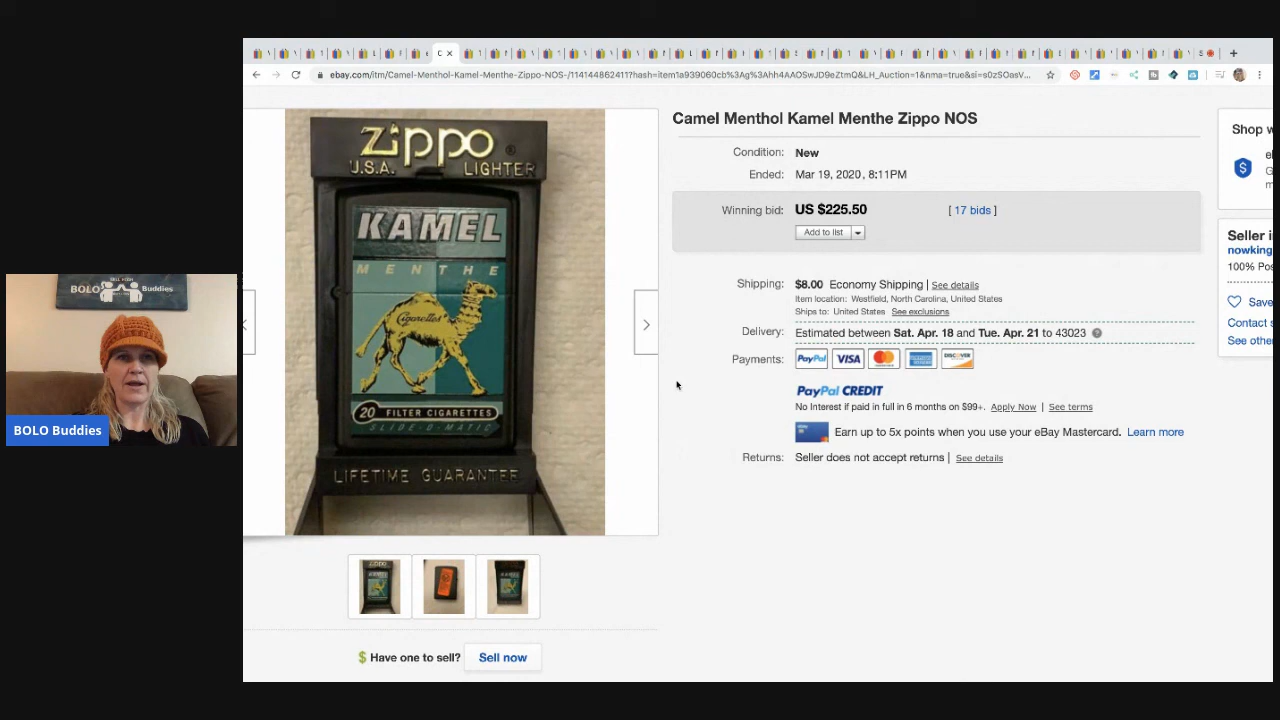 ebay.com/itm/Camel-Menthol-Kamel-Menthe-Zippo-NOS-/114144862411?hash=item1a939060cb%3Ag%3Ahh4AAOSwJD9eZtmQ&LH_Auction=1&nma=true&si=s0zSOasV...
Camel Menthol Kamel Menthe Zippo NOS
Condition: New
Ended: Mar 19, 2020, 8:11PM
Winning bid: US $225.50 [ 17 bids ]
Add to list
Shipping: $8.00 Economy Shipping | See details
Item location: Westfield, North Carolina, United States
Ships to: United States See exclusions
Delivery: Estimated between Sat. Apr. 18 and Tue. Apr. 21 to 43023
Payments: PayPal VISA MasterCard AMERICAN EXPRESS DISCOVER
PayPal CREDIT
No Interest if paid in full in 6 months on $99+. Apply Now | See terms
Earn up to 5x points when you use your eBay Mastercard. Learn more
Returns: Seller does not accept returns | See details
Shop w
Seller i
nowking
100% Pos
Save
Contact s
See othe
zippo
U.S.A. LIGHTER
KAMEL
MENTHE
Cigarettes
20 FILTER CIGARETTES
SLIDE-O-MATIC
LIFETIME GUARANTEE
$ Have one to sell? Sell now
BOLO Buddies
BOLO Buddies